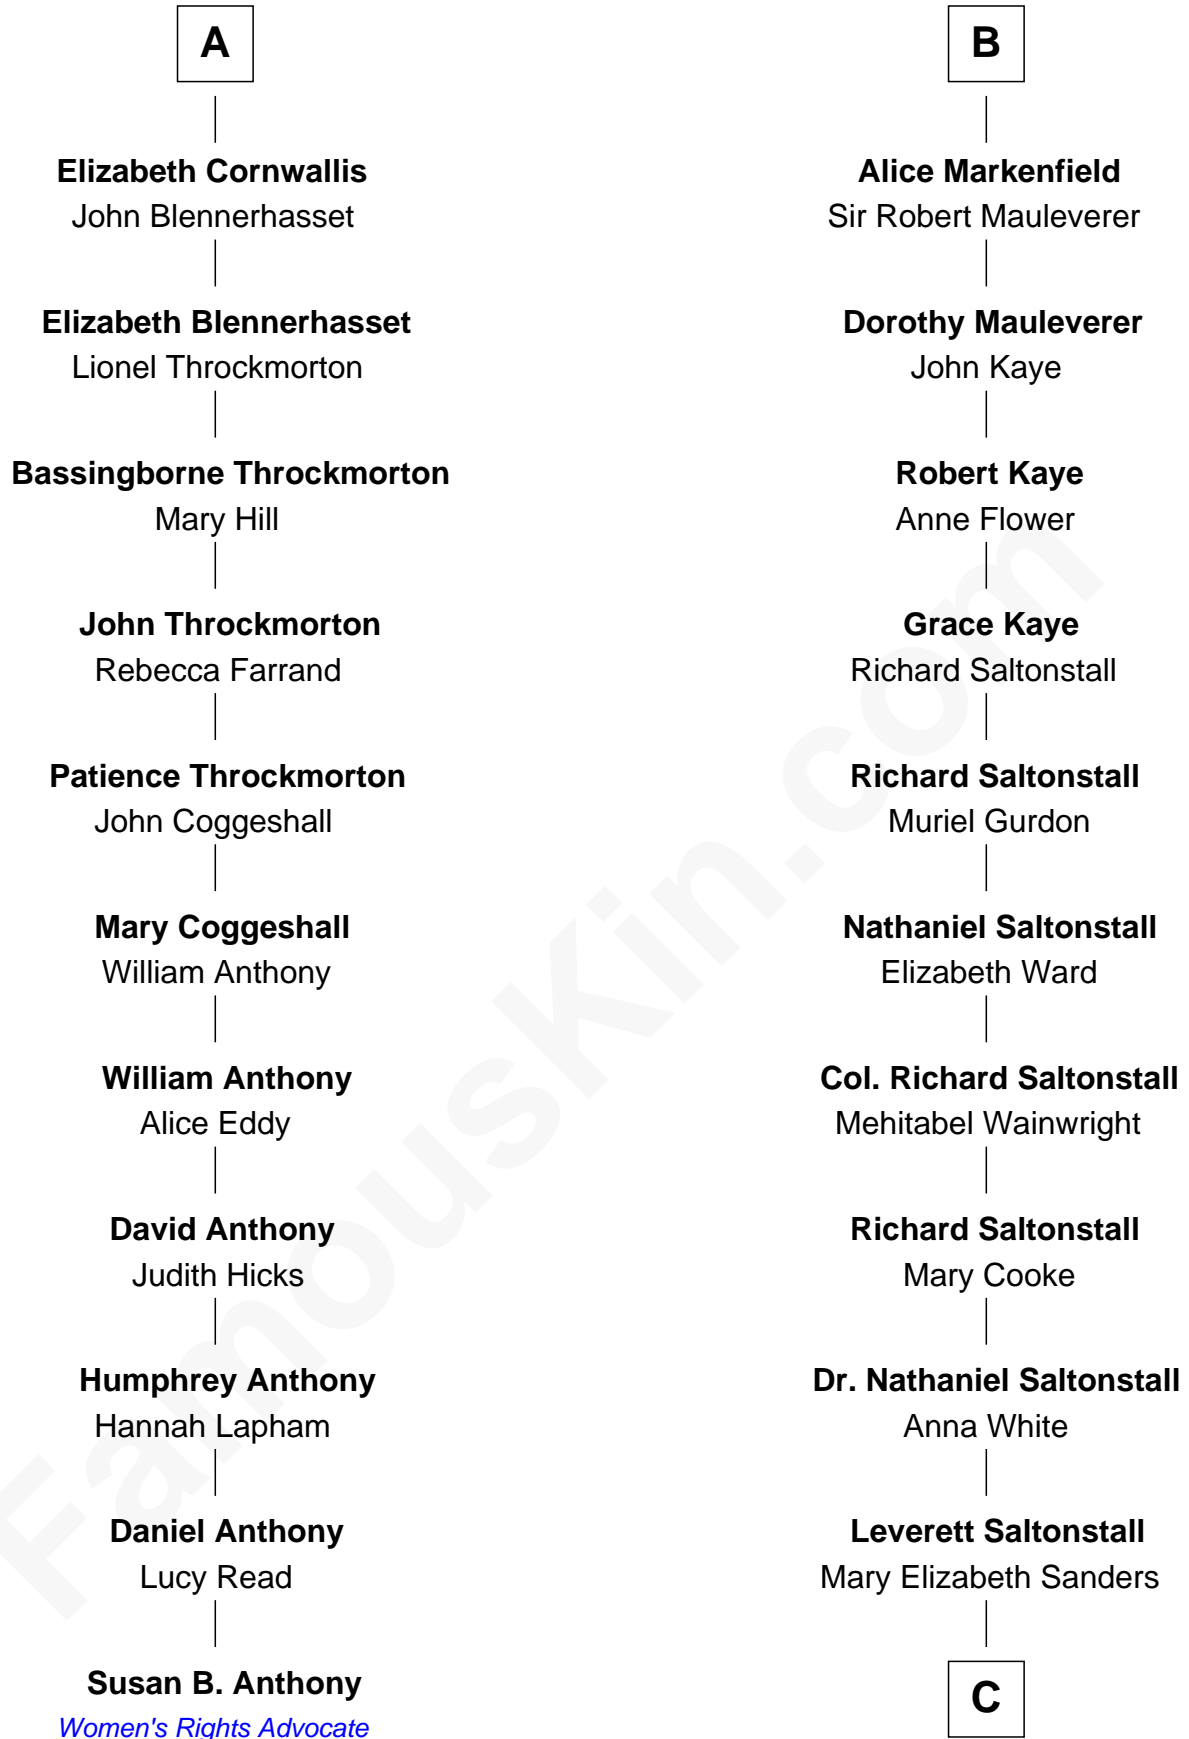 A
Elizabeth Cornwallis
John Blennerhasset
Elizabeth Blennerhasset
Lionel Throckmorton
Bassingborne Throckmorton
Mary Hill
John Throckmorton
Rebecca Farrand
Patience Throckmorton
John Coggeshall
Mary Coggeshall
William Anthony
William Anthony
Alice Eddy
David Anthony
Judith Hicks
Humphrey Anthony
Hannah Lapham
Daniel Anthony
Lucy Read
Susan B. Anthony
Women's Rights Advocate
B
Alice Markenfield
Sir Robert Mauleverer
Dorothy Mauleverer
John Kaye
Robert Kaye
Anne Flower
Grace Kaye
Richard Saltonstall
Richard Saltonstall
Muriel Gurdon
Nathaniel Saltonstall
Elizabeth Ward
Col. Richard Saltonstall
Mehitabel Wainwright
Richard Saltonstall
Mary Cooke
Dr. Nathaniel Saltonstall
Anna White
Leverett Saltonstall
Mary Elizabeth Sanders
C
FamousKin.com